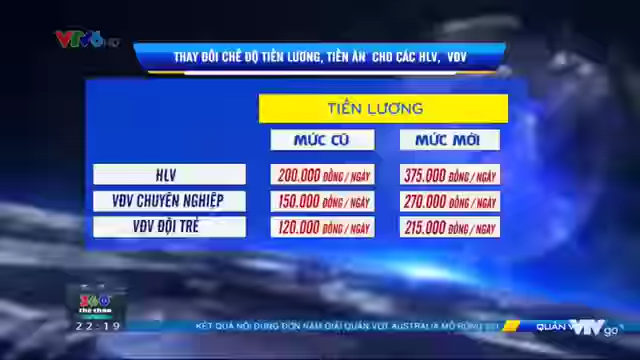 VTV6 HD
THAY ĐỔI CHẾ ĐỘ TIỀN LƯƠNG, TIỀN ĂN CHO CÁC HLV, VĐV
TIỀN LƯƠNG
MỨC CŨ MỨC MỚI
HLV 200.000 ĐỒNG / NGÀY 375.000 ĐỒNG / NGÀY
VĐV CHUYÊN NGHIỆP 150.000 ĐỒNG / NGÀY 270.000 ĐỒNG / NGÀY
VĐV ĐỘI TRẺ 120.000 ĐỒNG / NGÀY 215.000 ĐỒNG / NGÀY
360
thể thao
22:19 KẾT QUẢ NỘI DUNG ĐƠN NAM GIẢI QUẦN VỢT AUSTRALIA MỞ RỘNG QUẦN
VTV go